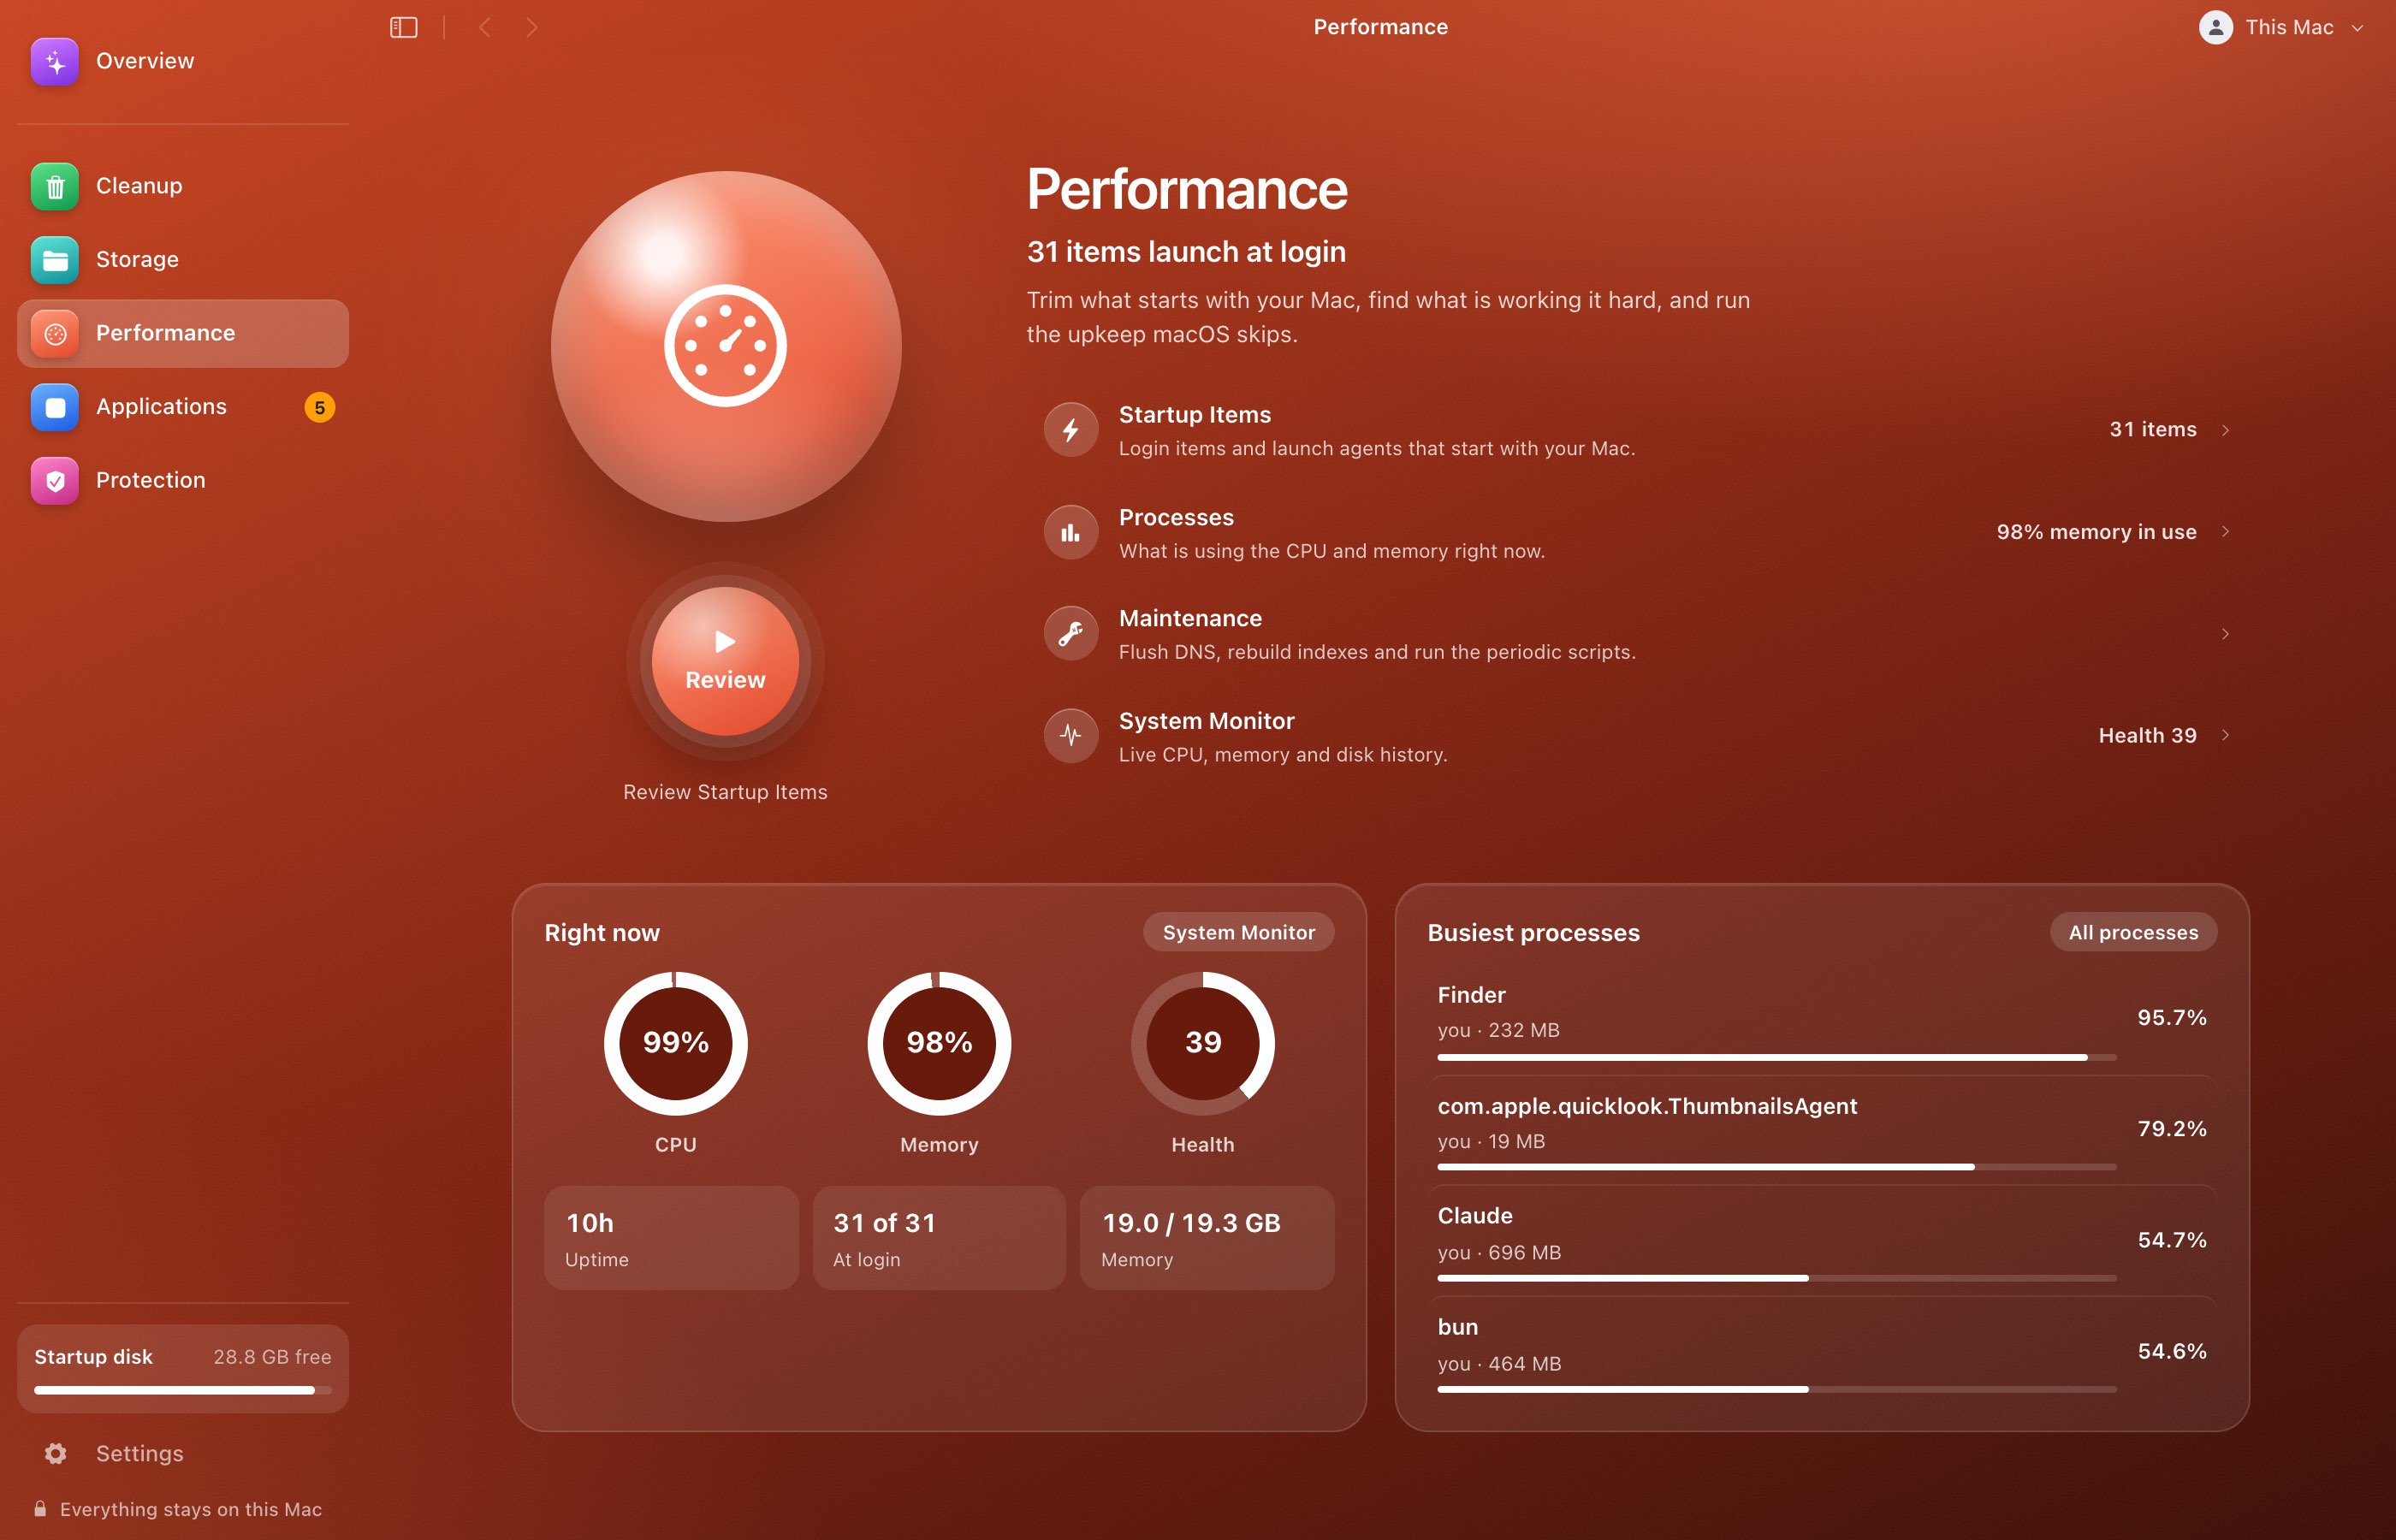 Overview
Cleanup
Storage
Performance
Applications
5
Protection
Startup disk
28.8 GB free
Settings
Everything stays on this Mac
Performance
This Mac
Review
Review Startup Items
Performance
31 items launch at login
Trim what starts with your Mac, find what is working it hard, and run
the upkeep macOS skips.
Startup Items
Login items and launch agents that start with your Mac.
31 items
Processes
What is using the CPU and memory right now.
98% memory in use
Maintenance
Flush DNS, rebuild indexes and run the periodic scripts.
System Monitor
Live CPU, memory and disk history.
Health 39
Right now
System Monitor
99%
CPU
98%
Memory
39
Health
10h
Uptime
31 of 31
At login
19.0 / 19.3 GB
Memory
Busiest processes
All processes
Finder
you · 232 MB
95.7%
com.apple.quicklook.ThumbnailsAgent
you · 19 MB
79.2%
Claude
you · 696 MB
54.7%
bun
you · 464 MB
54.6%